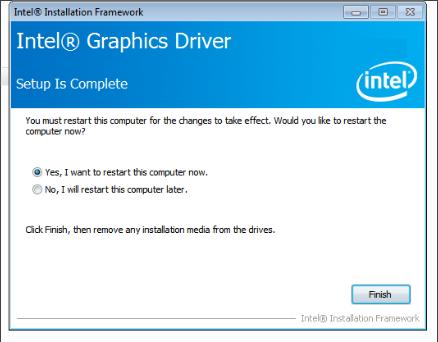 Intel® Installation Framework
Intel® Graphics Driver
Setup Is Complete
intel
You must restart this computer for the changes to take effect. Would you like to restart the
computer now?
Yes, I want to restart this computer now.
No, I will restart this computer later.
Click Finish, then remove any installation media from the drives.
Finish
Intel® Installation Framework